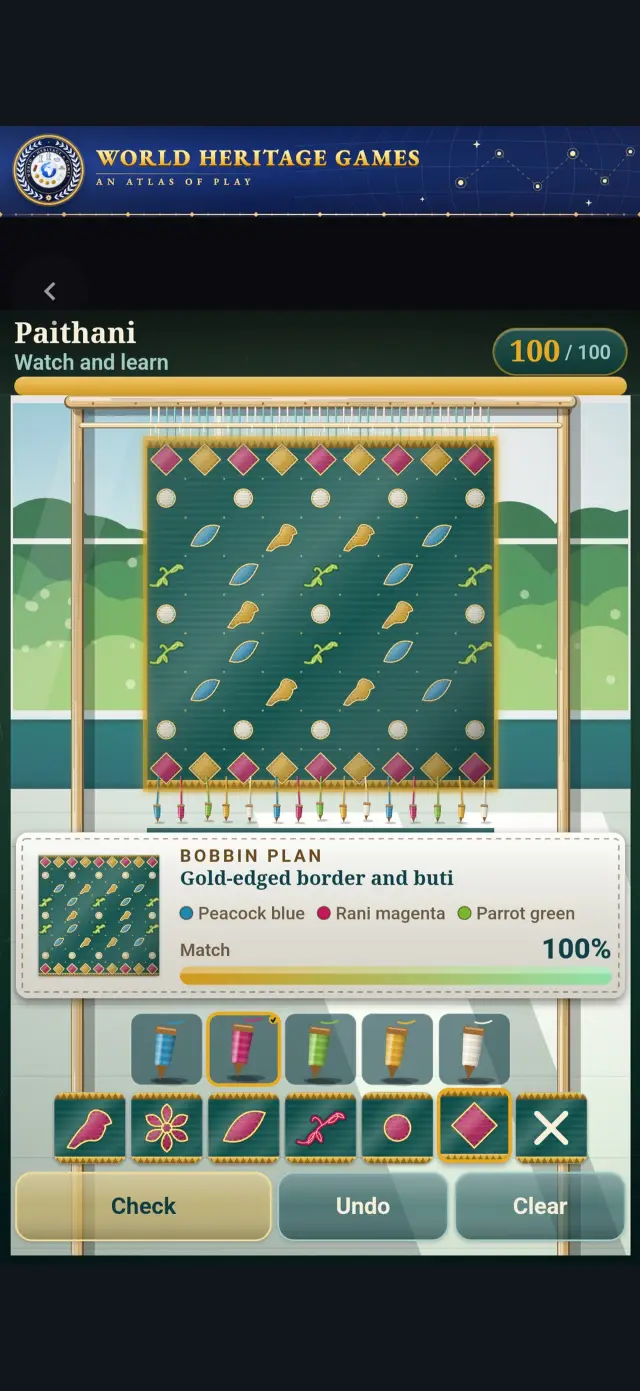 WORLD HERITAGE GAMES
AN ATLAS OF PLAY
Paithani
Watch and learn
100 / 100
BOBBIN PLAN
Gold-edged border and buti
Peacock blue Rani magenta Parrot green
Match 100%
Check Undo Clear